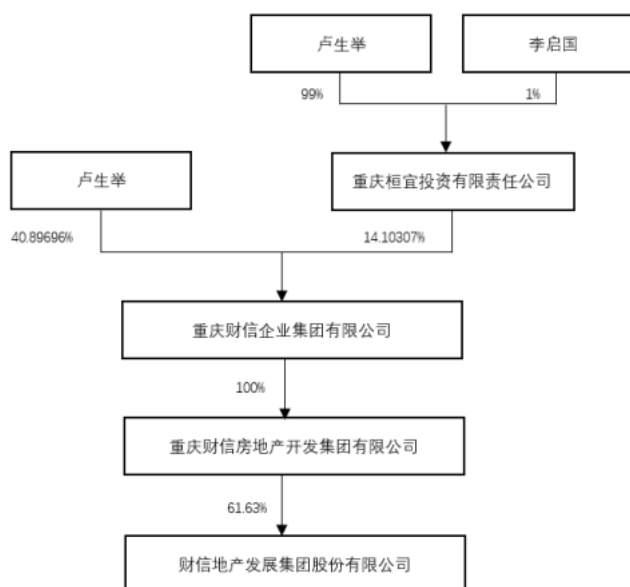 卢生举
李启国
99%
1%
卢生举
重庆桓宜投资有限责任公司
40.89696%
14.10307%
重庆财信企业集团有限公司
100%
重庆财信房地产开发集团有限公司
61.63%
财信地产发展集团股份有限公司